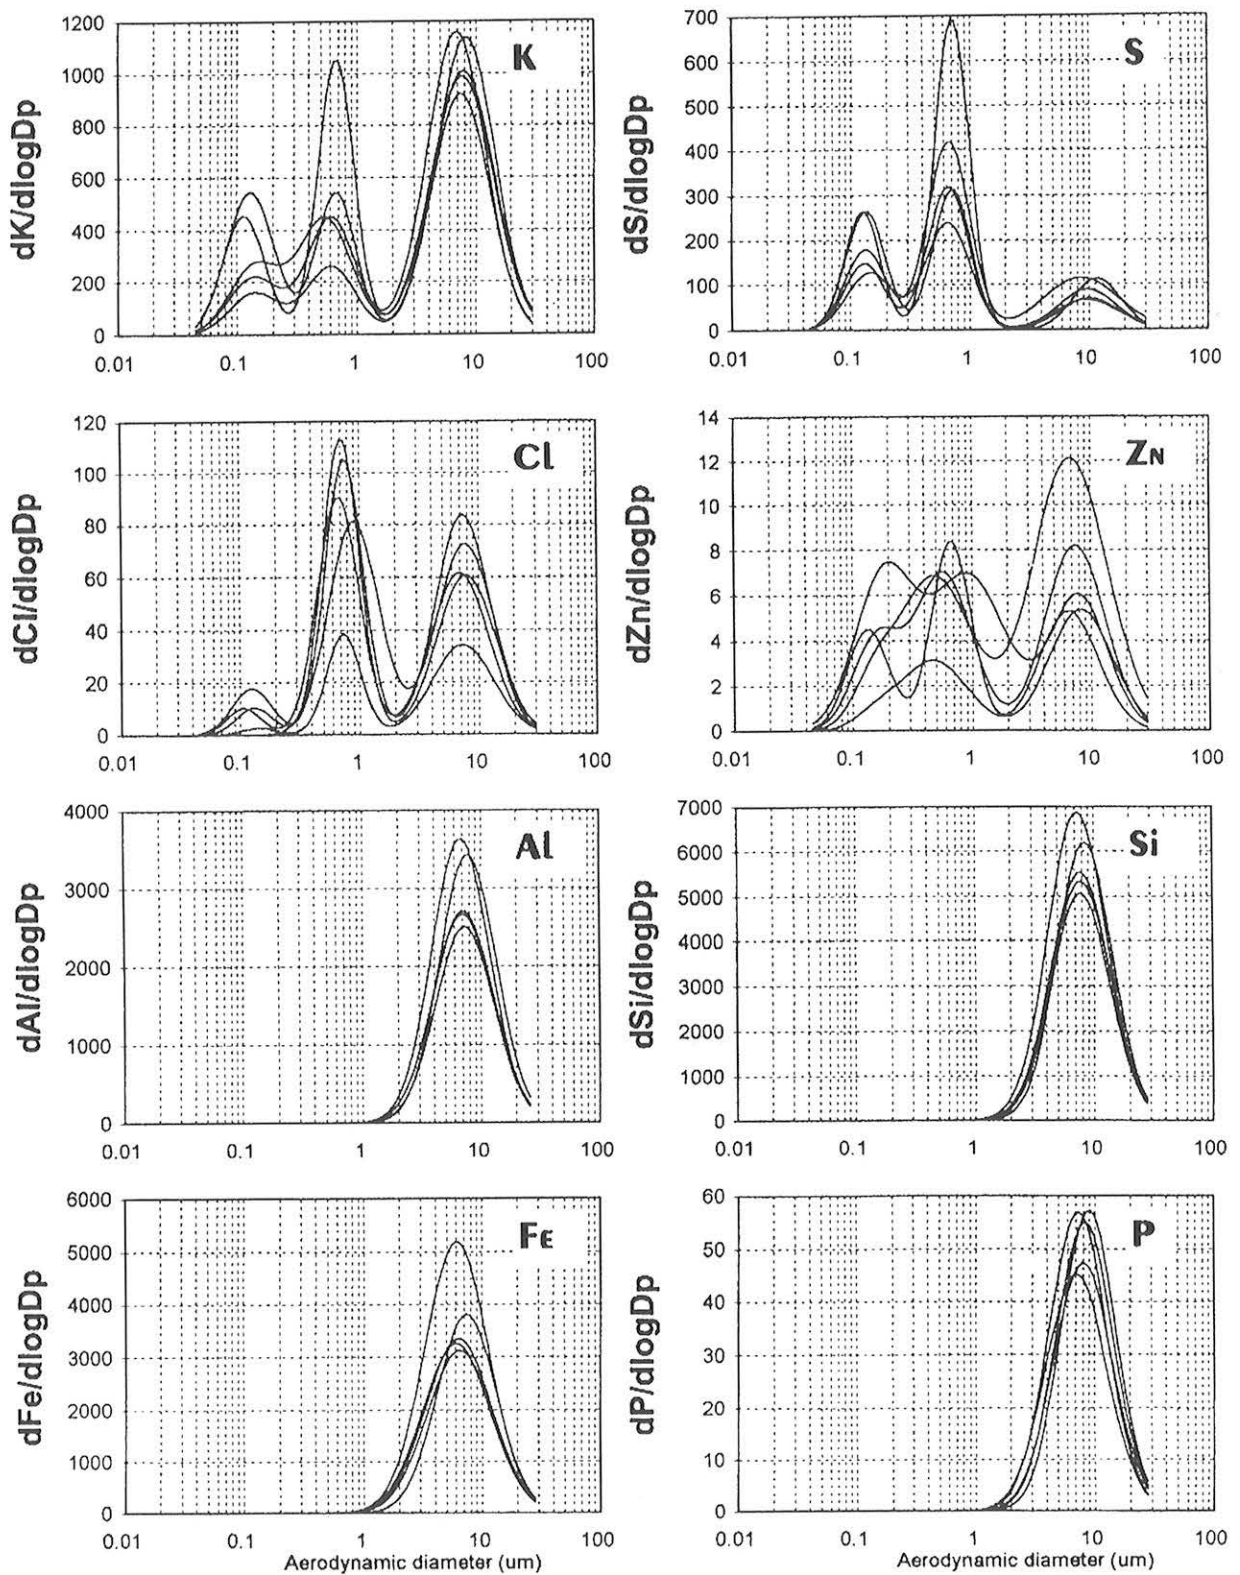 K
dK/dlogDp
1200
1000
800
600
400
200
0
0.01 0.1 1 10 100
S
dS/dlogDp
700
600
500
400
300
200
100
0
0.01 0.1 1 10 100
Cl
dCl/dlogDp
120
100
80
60
40
20
0
0.01 0.1 1 10 100
ZN
dZn/dlogDp
14
12
10
8
6
4
2
0
0.01 0.1 1 10 100
Al
dAl/dlogDp
4000
3000
2000
1000
0
0.01 0.1 1 10 100
Si
dSi/dlogDp
7000
6000
5000
4000
3000
2000
1000
0
0.01 0.1 1 10 100
FE
dFe/dlogDp
6000
5000
4000
3000
2000
1000
0
0.01 0.1 1 10 100
Aerodynamic diameter (um)
P
dP/dlogDp
60
50
40
30
20
10
0
0.01 0.1 1 10 100
Aerodynamic diameter (um)